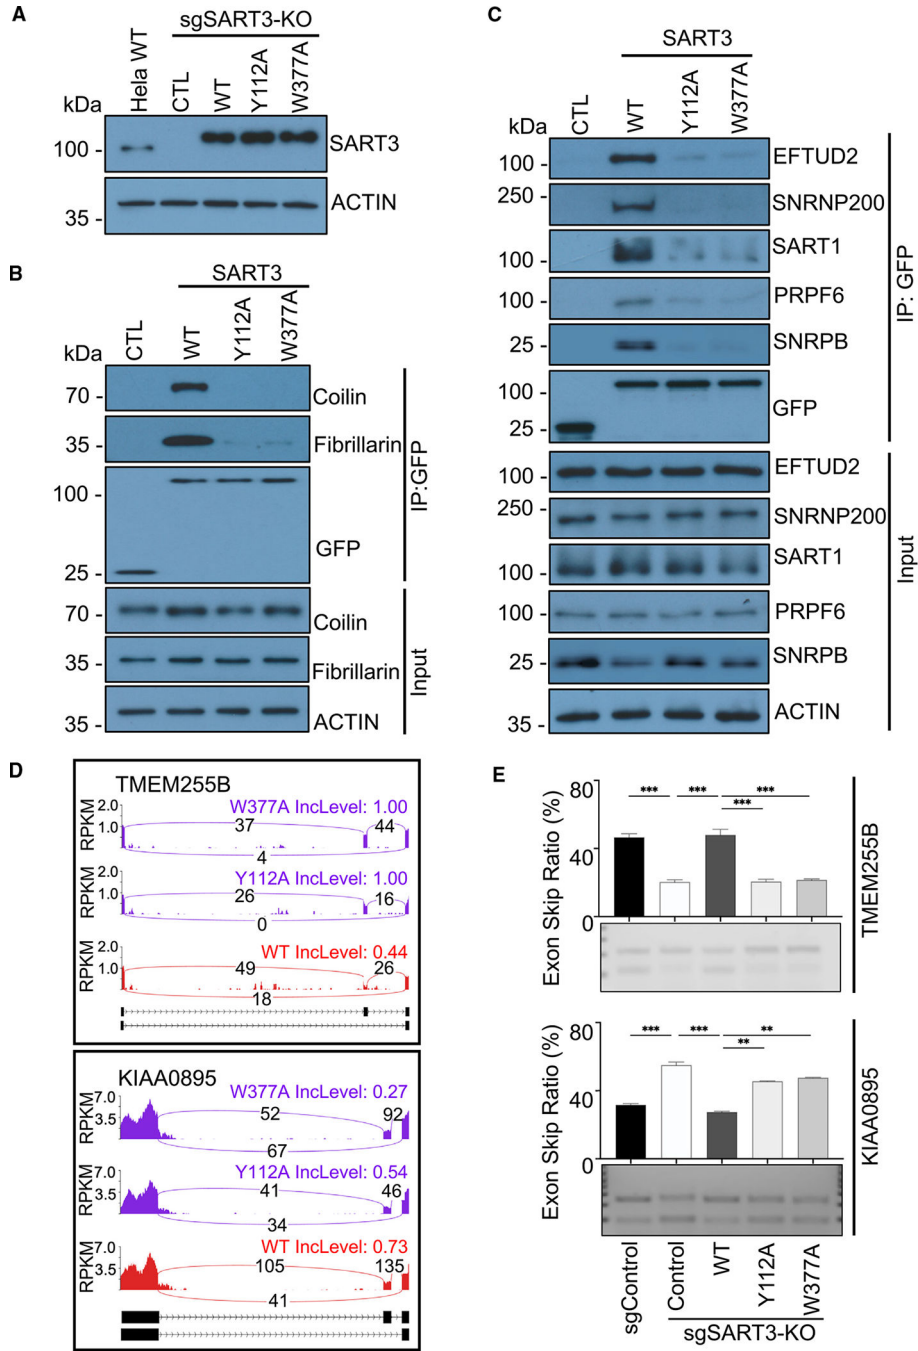 A
sgSART3-KO
Hela WT
CTL
WT
Y112A
W377A
kDa
100 -
SART3
35 -
ACTIN
B
SART3
CTL
WT
Y112A
W377A
kDa
70 -
Coilin
35 -
Fibrillarin
100 -
25 -
GFP
IP:GFP
70 -
Coilin
35 -
Fibrillarin
35 -
ACTIN
Input
C
SART3
CTL
WT
Y112A
W377A
kDa
100 -
EFTUD2
250 -
SNRNP200
100 -
SART1
100 -
PRPF6
25 -
SNRPB
100 -
25 -
GFP
IP: GFP
100 -
EFTUD2
250 -
SNRNP200
100 -
SART1
100 -
PRPF6
25 -
SNRPB
35 -
ACTIN
Input
D
TMEM255B
W377A IncLevel: 1.00
RPKM
2.0
1.0
37
44
4
Y112A IncLevel: 1.00
RPKM
2.0
1.0
26
16
0
WT IncLevel: 0.44
RPKM
2.0
1.0
49
26
18
KIAA0895
W377A IncLevel: 0.27
RPKM
7.0
3.5
52
92
67
Y112A IncLevel: 0.54
RPKM
7.0
3.5
41
46
34
WT IncLevel: 0.73
RPKM
7.0
3.5
105
135
41
E
Exon Skip Ratio (%)
80
40
0
*** *** ***
***
TMEM255B
Exon Skip Ratio (%)
80
40
0
*** *** **
**
KIAA0895
sgControl
Control
WT
Y112A
W377A
sgSART3-KO